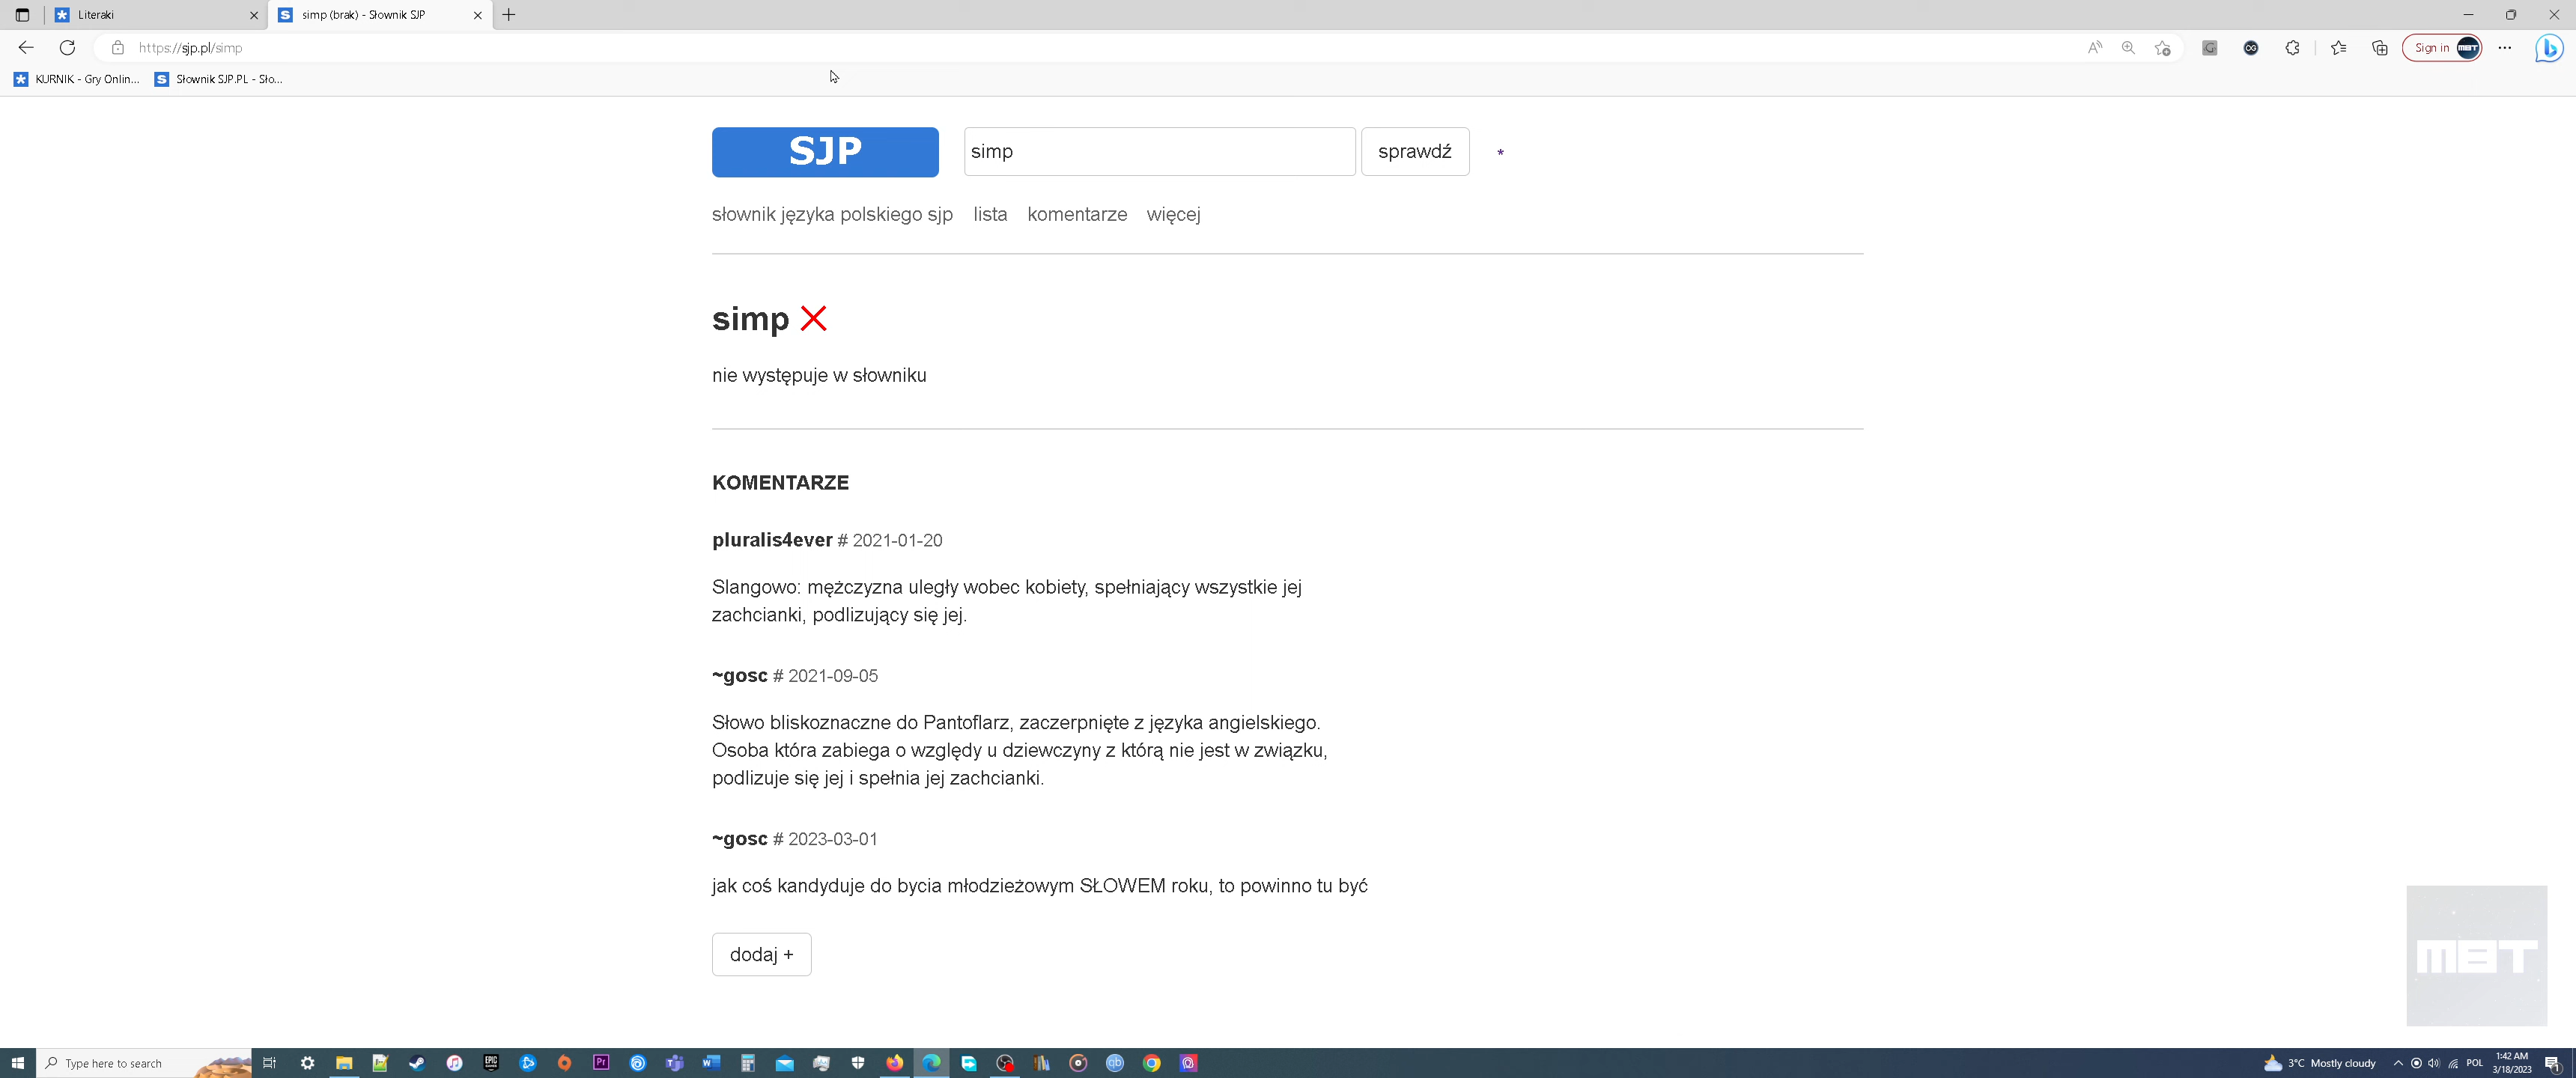 Literaki
simp (brak) - Słownik SJP
https://sjp.pl/simp
Sign in
KURNIK - Gry Onlin...
Słownik SJP.PL - Sło...
SJP
simp
sprawdź
*
słownik języka polskiego sjp lista komentarze więcej
simp
nie występuje w słowniku
KOMENTARZE
pluralis4ever # 2021-01-20
Slangowo: mężczyzna uległy wobec kobiety, spełniający wszystkie jej
zachcianki, podlizujący się jej.
~gosc # 2021-09-05
Słowo bliskoznaczne do Pantoflarz, zaczerpnięte z języka angielskiego.
Osoba która zabiega o względy u dziewczyny z którą nie jest w związku,
podlizuje się jej i spełnia jej zachcianki.
~gosc # 2023-03-01
jak coś kandyduje do bycia młodzieżowym SŁOWEM roku, to powinno tu być
dodaj +
MBT
Type here to search
3°C Mostly cloudy
POL
1:42 AM
3/18/2023